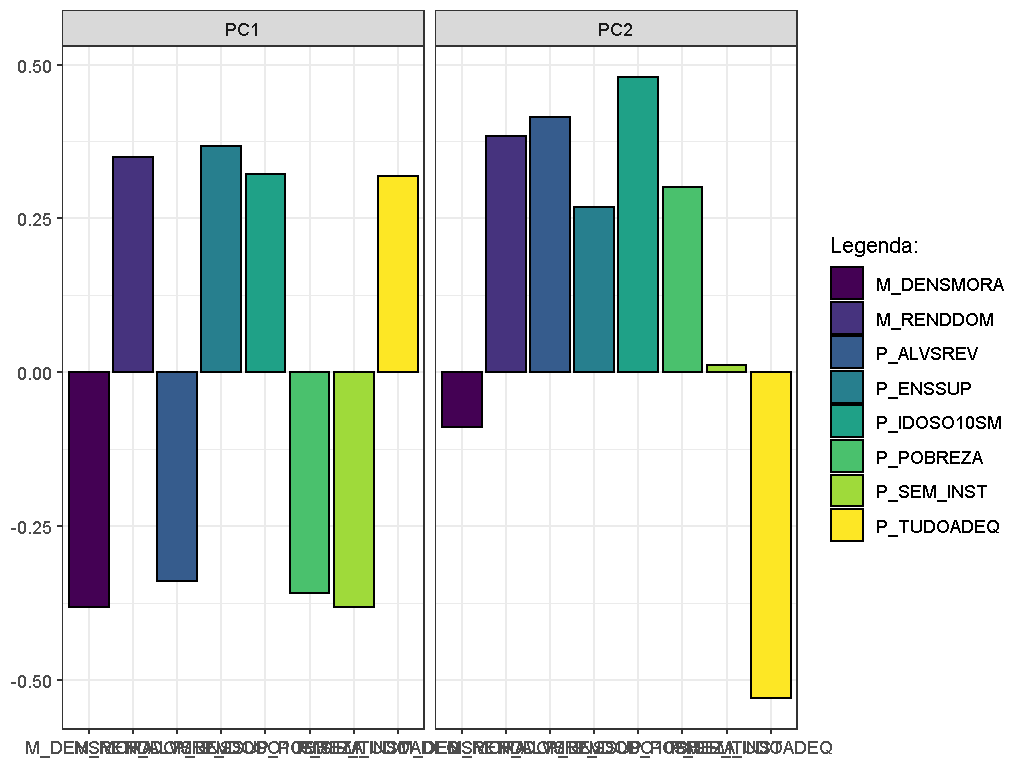 PC1
PC2
0.50
0.25
0.00
-0.25
-0.50
Legenda:
M_DENSMORA
M_RENDDOM
P_ALVSREV
P_ENSSUP
P_IDOSO10SM
P_POBREZA
P_SEM_INST
P_TUDOADEQ